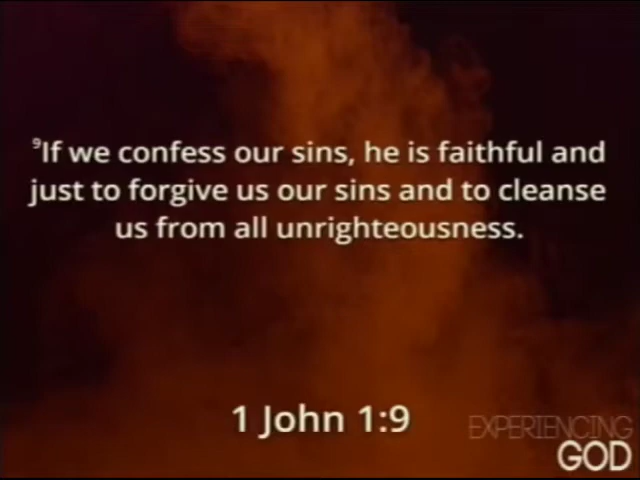 ⁹If we confess our sins, he is faithful and
just to forgive us our sins and to cleanse
us from all unrighteousness.
1 John 1:9
EXPERIENCING
GOD